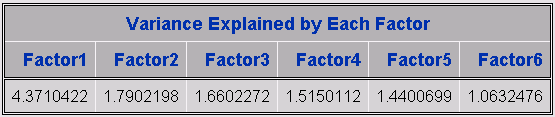 Variance Explained by Each Factor
Factor1 Factor2 Factor3 Factor4 Factor5 Factor6
4.3710422 1.7902198 1.6602272 1.5150112 1.4400699 1.0632476